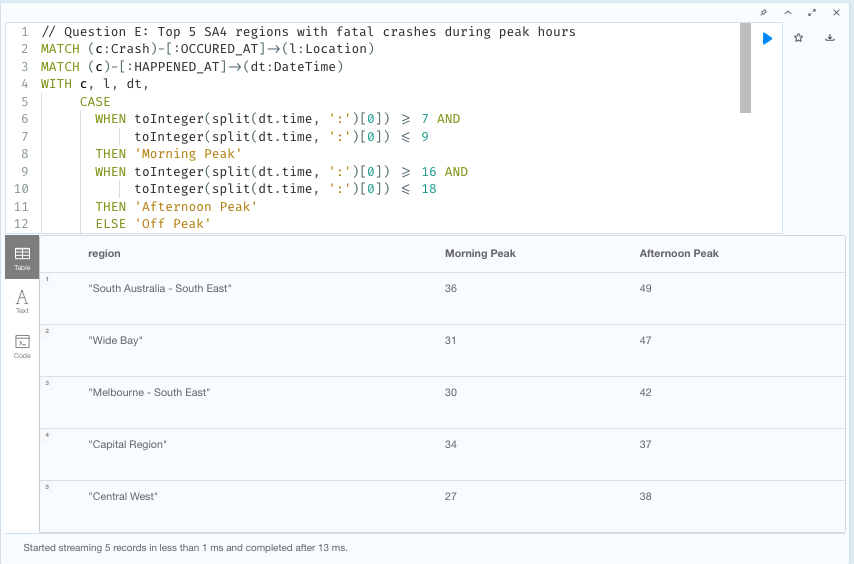 1 // Question E: Top 5 SA4 regions with fatal crashes during peak hours
2 MATCH (c:Crash)-[:OCCURED_AT]→(l:Location)
3 MATCH (c)-[:HAPPENED_AT]→(dt:DateTime)
4 WITH c, l, dt,
5 CASE
6 WHEN toInteger(split(dt.time, ':')[0]) ⩾ 7 AND
7 toInteger(split(dt.time, ':')[0]) ⩽ 9
8 THEN 'Morning Peak'
9 WHEN toInteger(split(dt.time, ':')[0]) ⩾ 16 AND
10 toInteger(split(dt.time, ':')[0]) ⩽ 18
11 THEN 'Afternoon Peak'
12 ELSE 'Off Peak'
Table
Text
Code
region Morning Peak Afternoon Peak
1 "South Australia - South East" 36 49
2 "Wide Bay" 31 47
3 "Melbourne - South East" 30 42
4 "Capital Region" 34 37
5 "Central West" 27 38
Started streaming 5 records in less than 1 ms and completed after 13 ms.